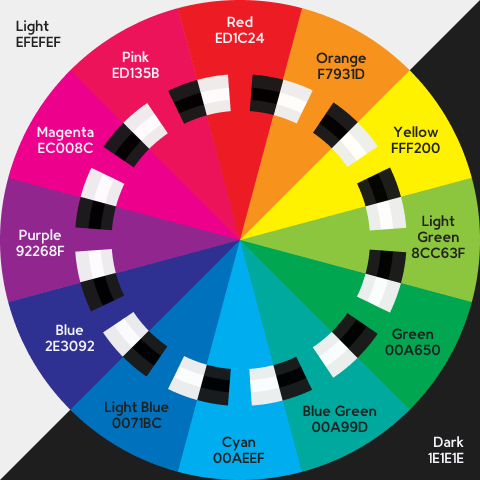 Light
EFEFEF
Red
ED1C24
Pink
ED135B
Orange
F7931D
Magenta
EC008C
Yellow
FFF200
Purple
92268F
Light
Green
8CC63F
Blue
2E3092
Green
00A650
Light Blue
0071BC
Blue Green
00A99D
Cyan
00AEEF
Dark
1E1E1E